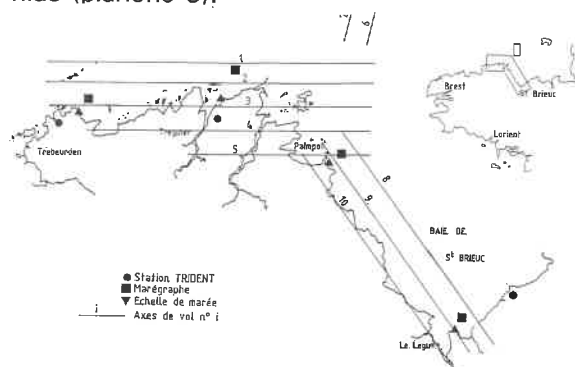 1
2
3
4
5
Trebeurden
Paimpol
8
9
10
BAIE DE
St BRIEUC
Le Legué
Brest
Brieuc
Lorient
Station TRIDENT
Marégraphe
Echelle de marée
i
Axes de vol n° i